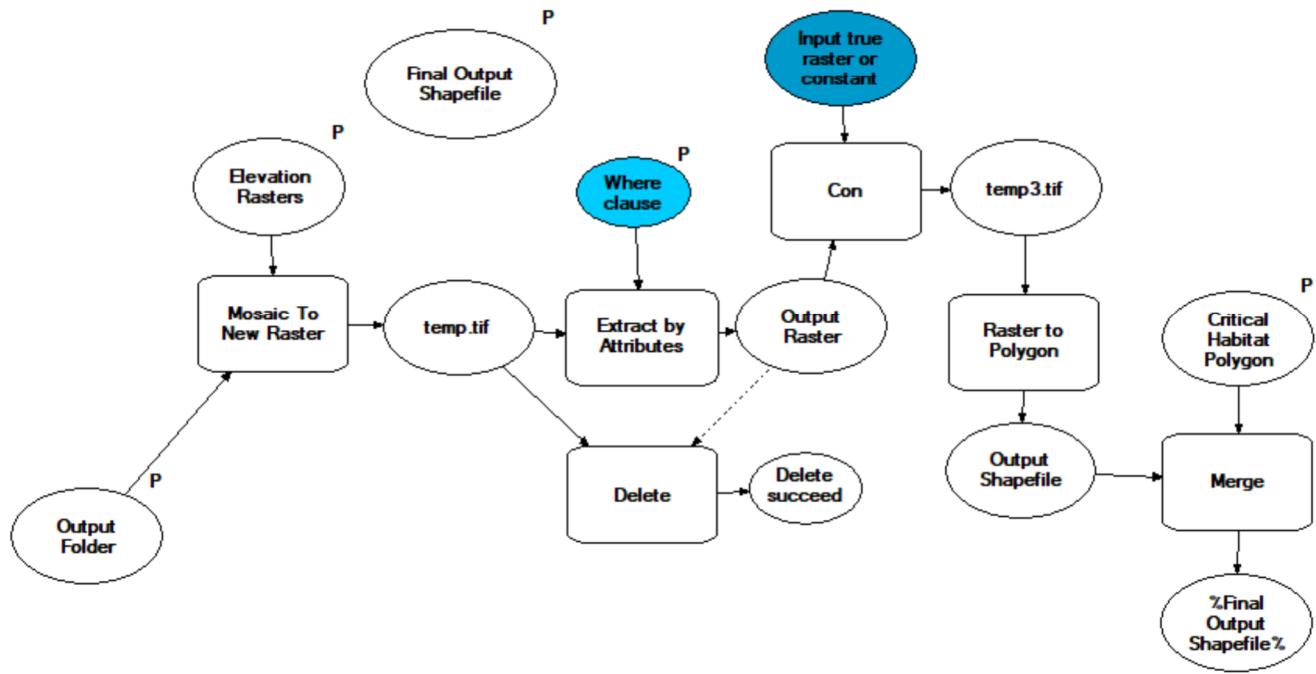 P
Final Output
Shapefile
Input true
raster or
constant
P
Elevation
Rasters
P
Where
clause
Con
temp3.tif
Mosaic To
New Raster
temp.tif
Extract by
Attributes
Output
Raster
Raster to
Polygon
P
Critical
Habitat
Polygon
P
Output
Folder
Delete
Delete
succeed
Output
Shapefile
Merge
%Final
Output
Shapefile%